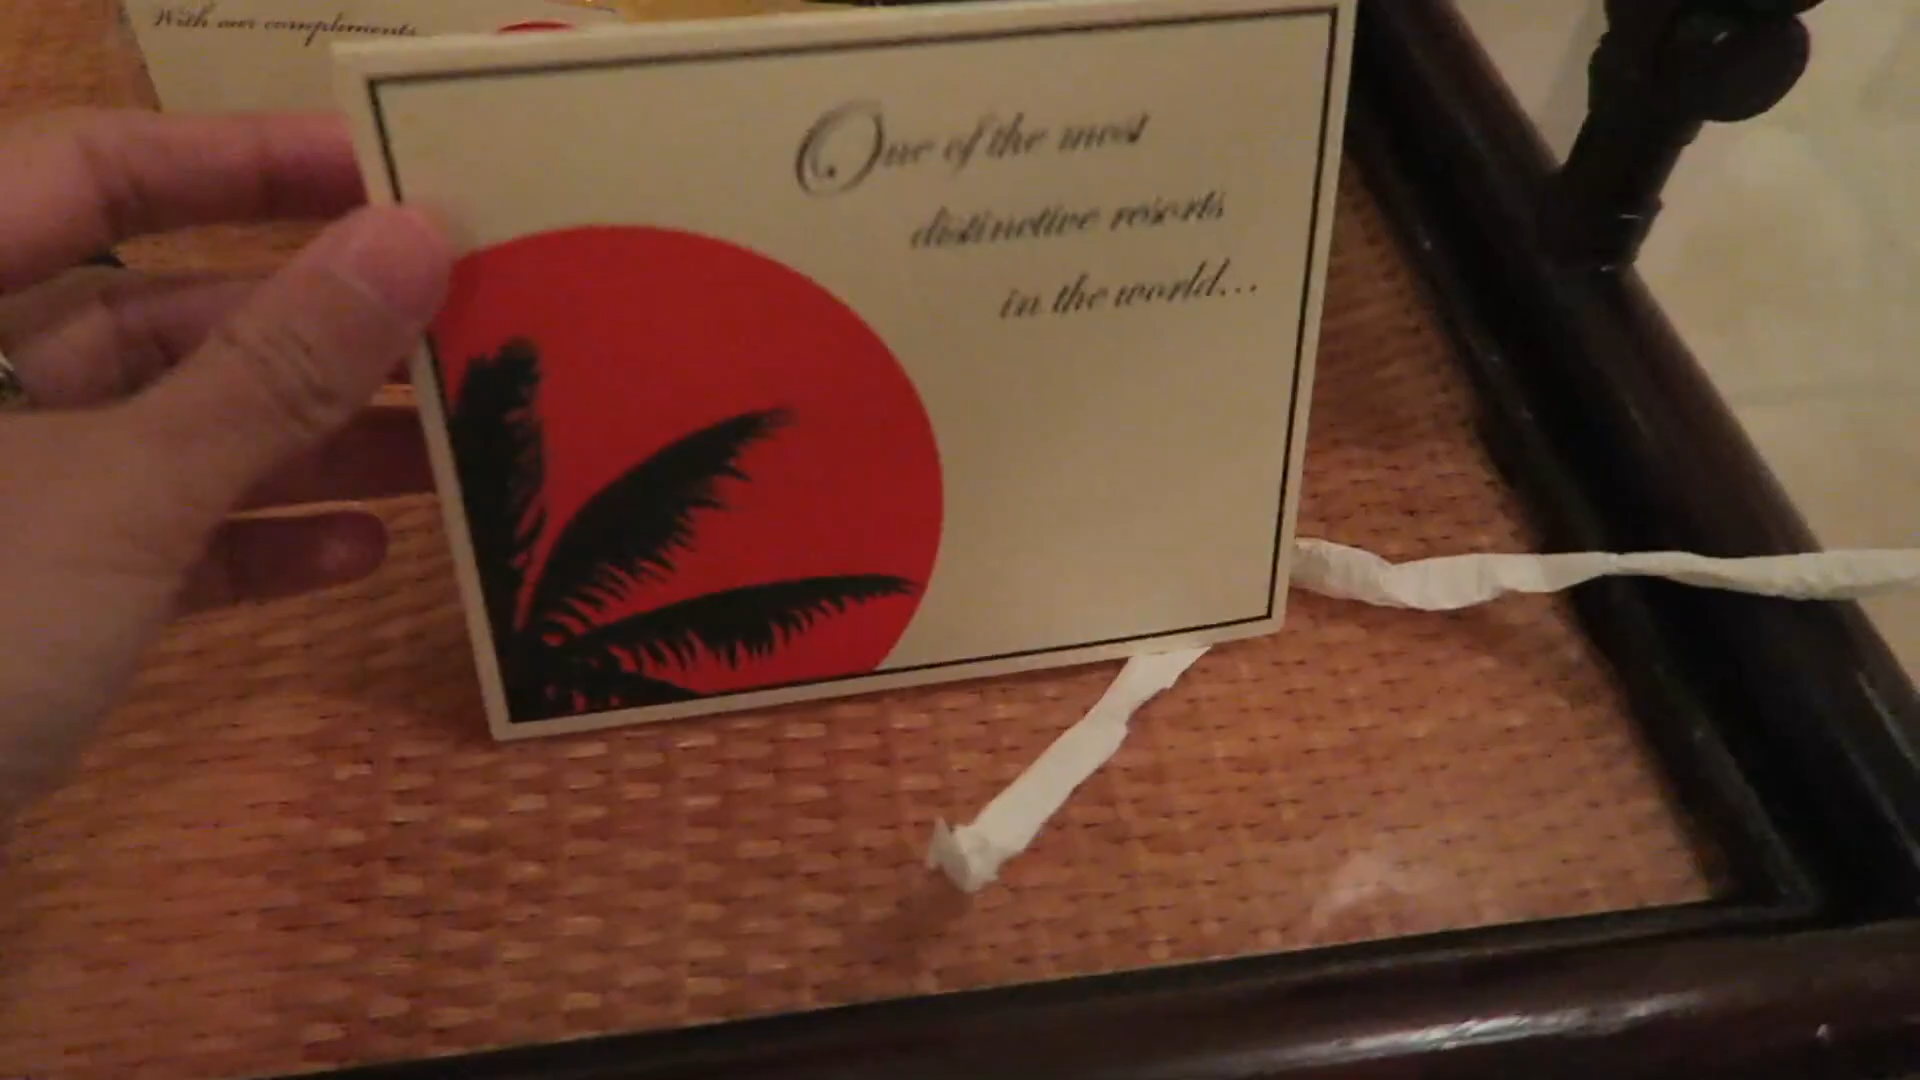 With our compliments
One of the most
distinctive resorts
in the world...